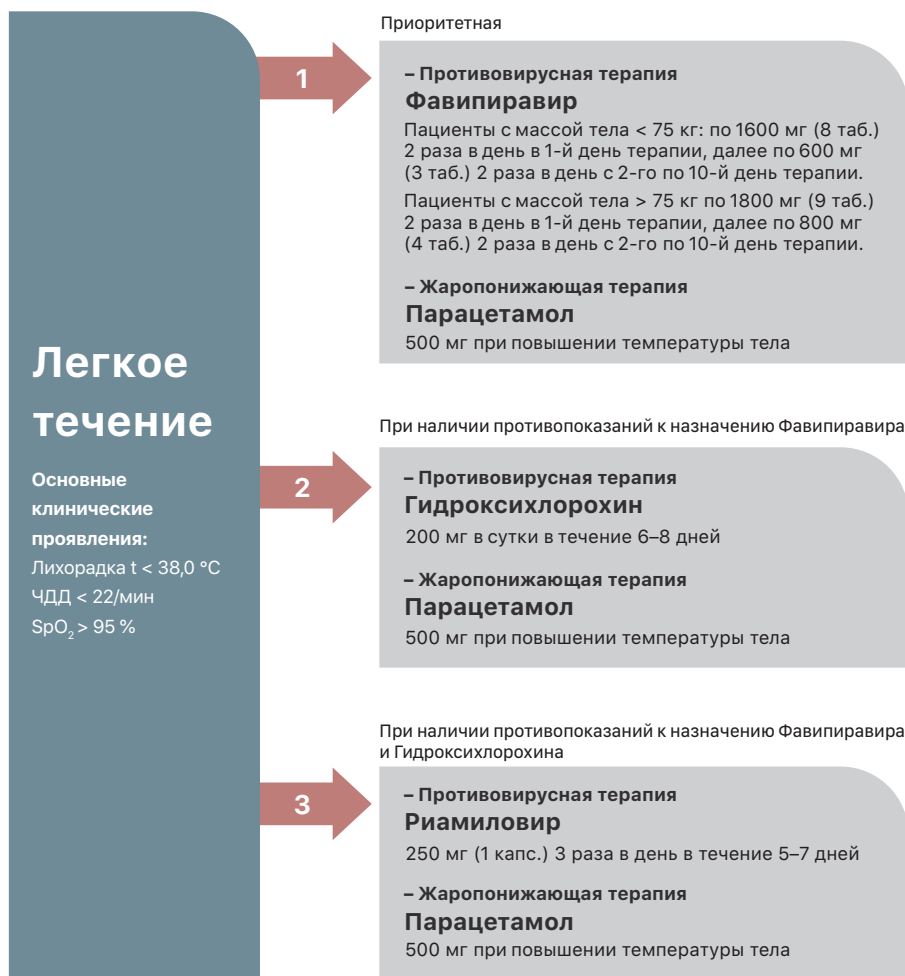 Легкое
течение
Основные
клинические
проявления:
Лихорадка t < 38,0 °C
ЧДД < 22/мин
SpO₂ > 95 %
1
Приоритетная
– Противовирусная терапия
Фавипиравир
Пациенты с массой тела < 75 кг: по 1600 мг (8 таб.)
2 раза в день в 1-й день терапии, далее по 600 мг
(3 таб.) 2 раза в день с 2-го по 10-й день терапии.
Пациенты с массой тела > 75 кг по 1800 мг (9 таб.)
2 раза в день в 1-й день терапии, далее по 800 мг
(4 таб.) 2 раза в день с 2-го по 10-й день терапии.
– Жаропонижающая терапия
Парацетамол
500 мг при повышении температуры тела
2
При наличии противопоказаний к назначению Фавипиравира
– Противовирусная терапия
Гидроксихлорохин
200 мг в сутки в течение 6–8 дней
– Жаропонижающая терапия
Парацетамол
500 мг при повышении температуры тела
3
При наличии противопоказаний к назначению Фавипиравира
и Гидроксихлорохина
– Противовирусная терапия
Риамиловир
250 мг (1 капс.) 3 раза в день в течение 5–7 дней
– Жаропонижающая терапия
Парацетамол
500 мг при повышении температуры тела